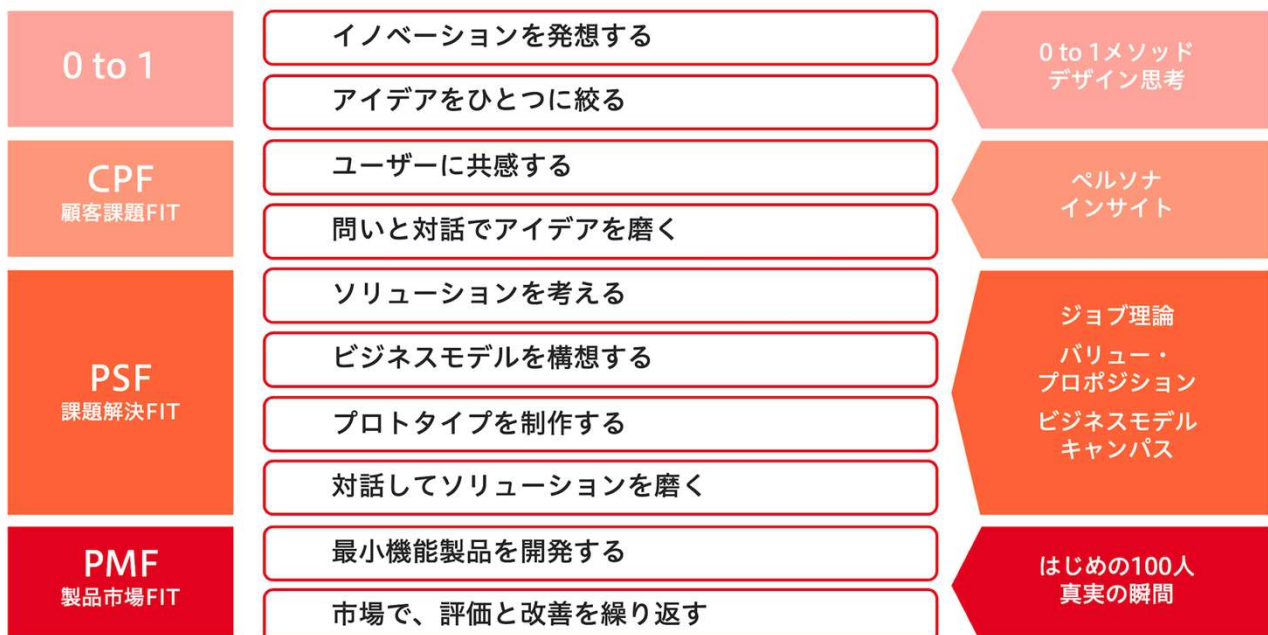 0 to 1
イノベーションを発想する
アイデアをひとつに絞る
0 to 1メソッド
デザイン思考
CPF
顧客課題FIT
ユーザーに共感する
問いと対話でアイデアを磨く
ペルソナ
インサイト
PSF
課題解決FIT
ソリューションを考える
ビジネスモデルを構想する
プロトタイプを制作する
対話してソリューションを磨く
ジョブ理論
バリュー・
プロポジション
ビジネスモデル
キャンパス
PMF
製品市場FIT
最小機能製品を開発する
市場で、評価と改善を繰り返す
はじめの100人
真実の瞬間